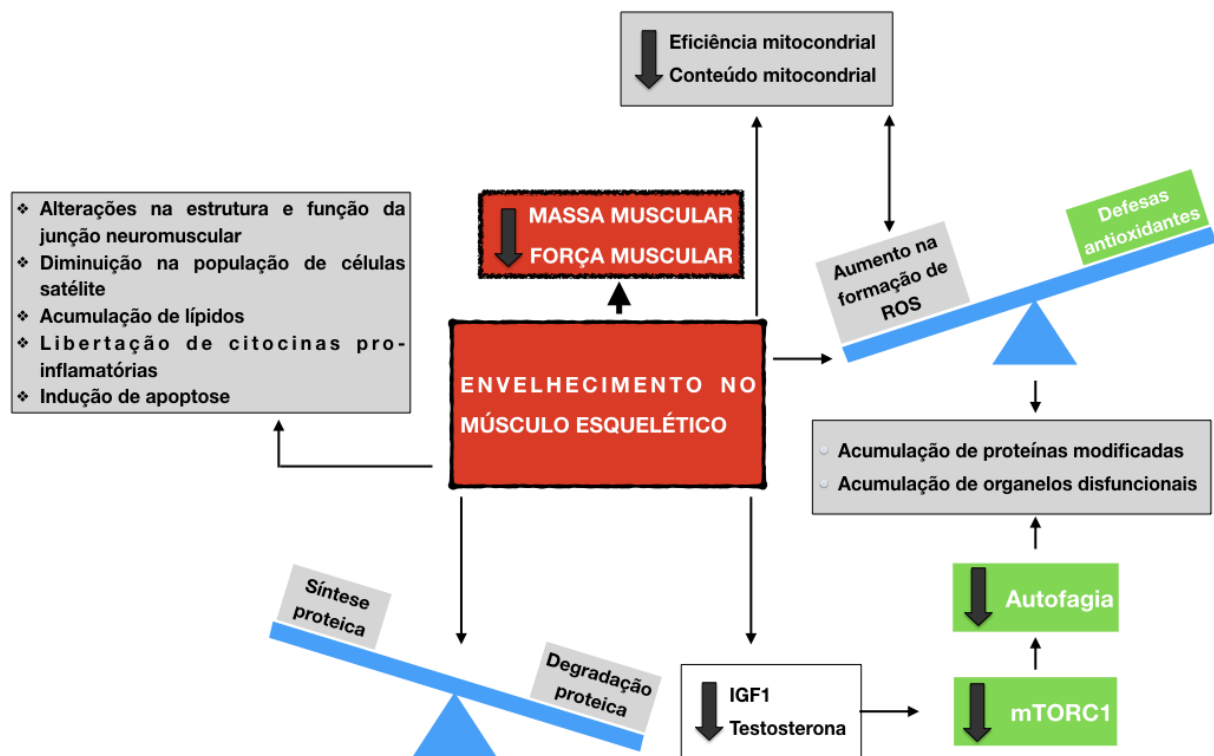 Eficiência mitocondrial
Conteúdo mitocondrial
Alterações na estrutura e função da
junção neuromuscular
Diminuição na população de células
satélite
Acumulação de lípidos
Libertação de citocinas pro-
inflamatórias
Indução de apoptose
MASSA MUSCULAR
FORÇA MUSCULAR
Defesas
antioxidantes
Aumento na
formação de
ROS
ENVELHECIMENTO NO
MÚSCULO ESQUELÉTICO
Acumulação de proteínas modificadas
Acumulação de organelos disfuncionais
Síntese
proteica
Degradação
proteica
IGF1
Testosterona
Autofagia
mTORC1